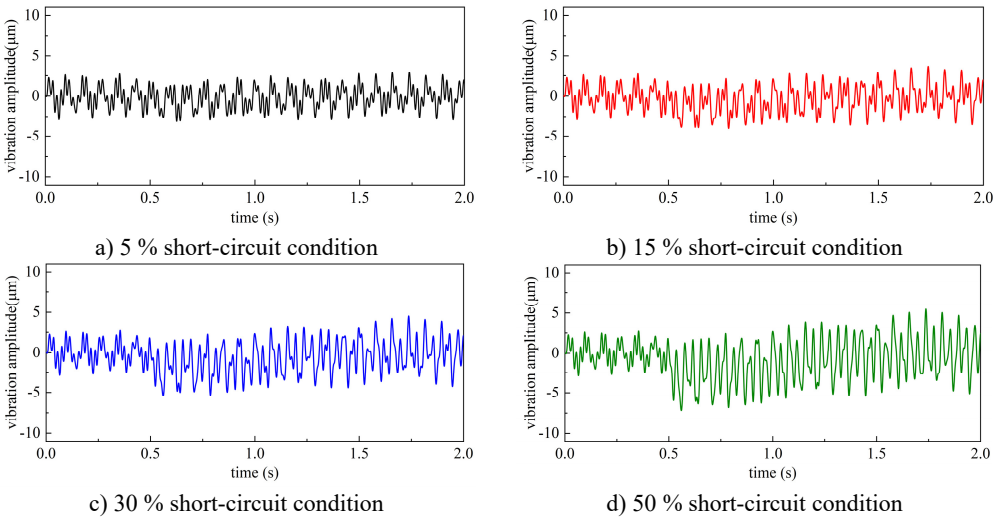 10
5
0
-5
-10
vibration amplitude(μm)
0.0 0.5 1.0 1.5 2.0
time (s)
a) 5 % short-circuit condition
10
5
0
-5
-10
vibration amplitude(μm)
0.0 0.5 1.0 1.5 2.0
time (s)
b) 15 % short-circuit condition
10
5
0
-5
-10
vibration amplitude(μm)
0.0 0.5 1.0 1.5 2.0
time (s)
c) 30 % short-circuit condition
10
5
0
-5
-10
vibration amplitude(μm)
0.0 0.5 1.0 1.5 2.0
time (s)
d) 50 % short-circuit condition